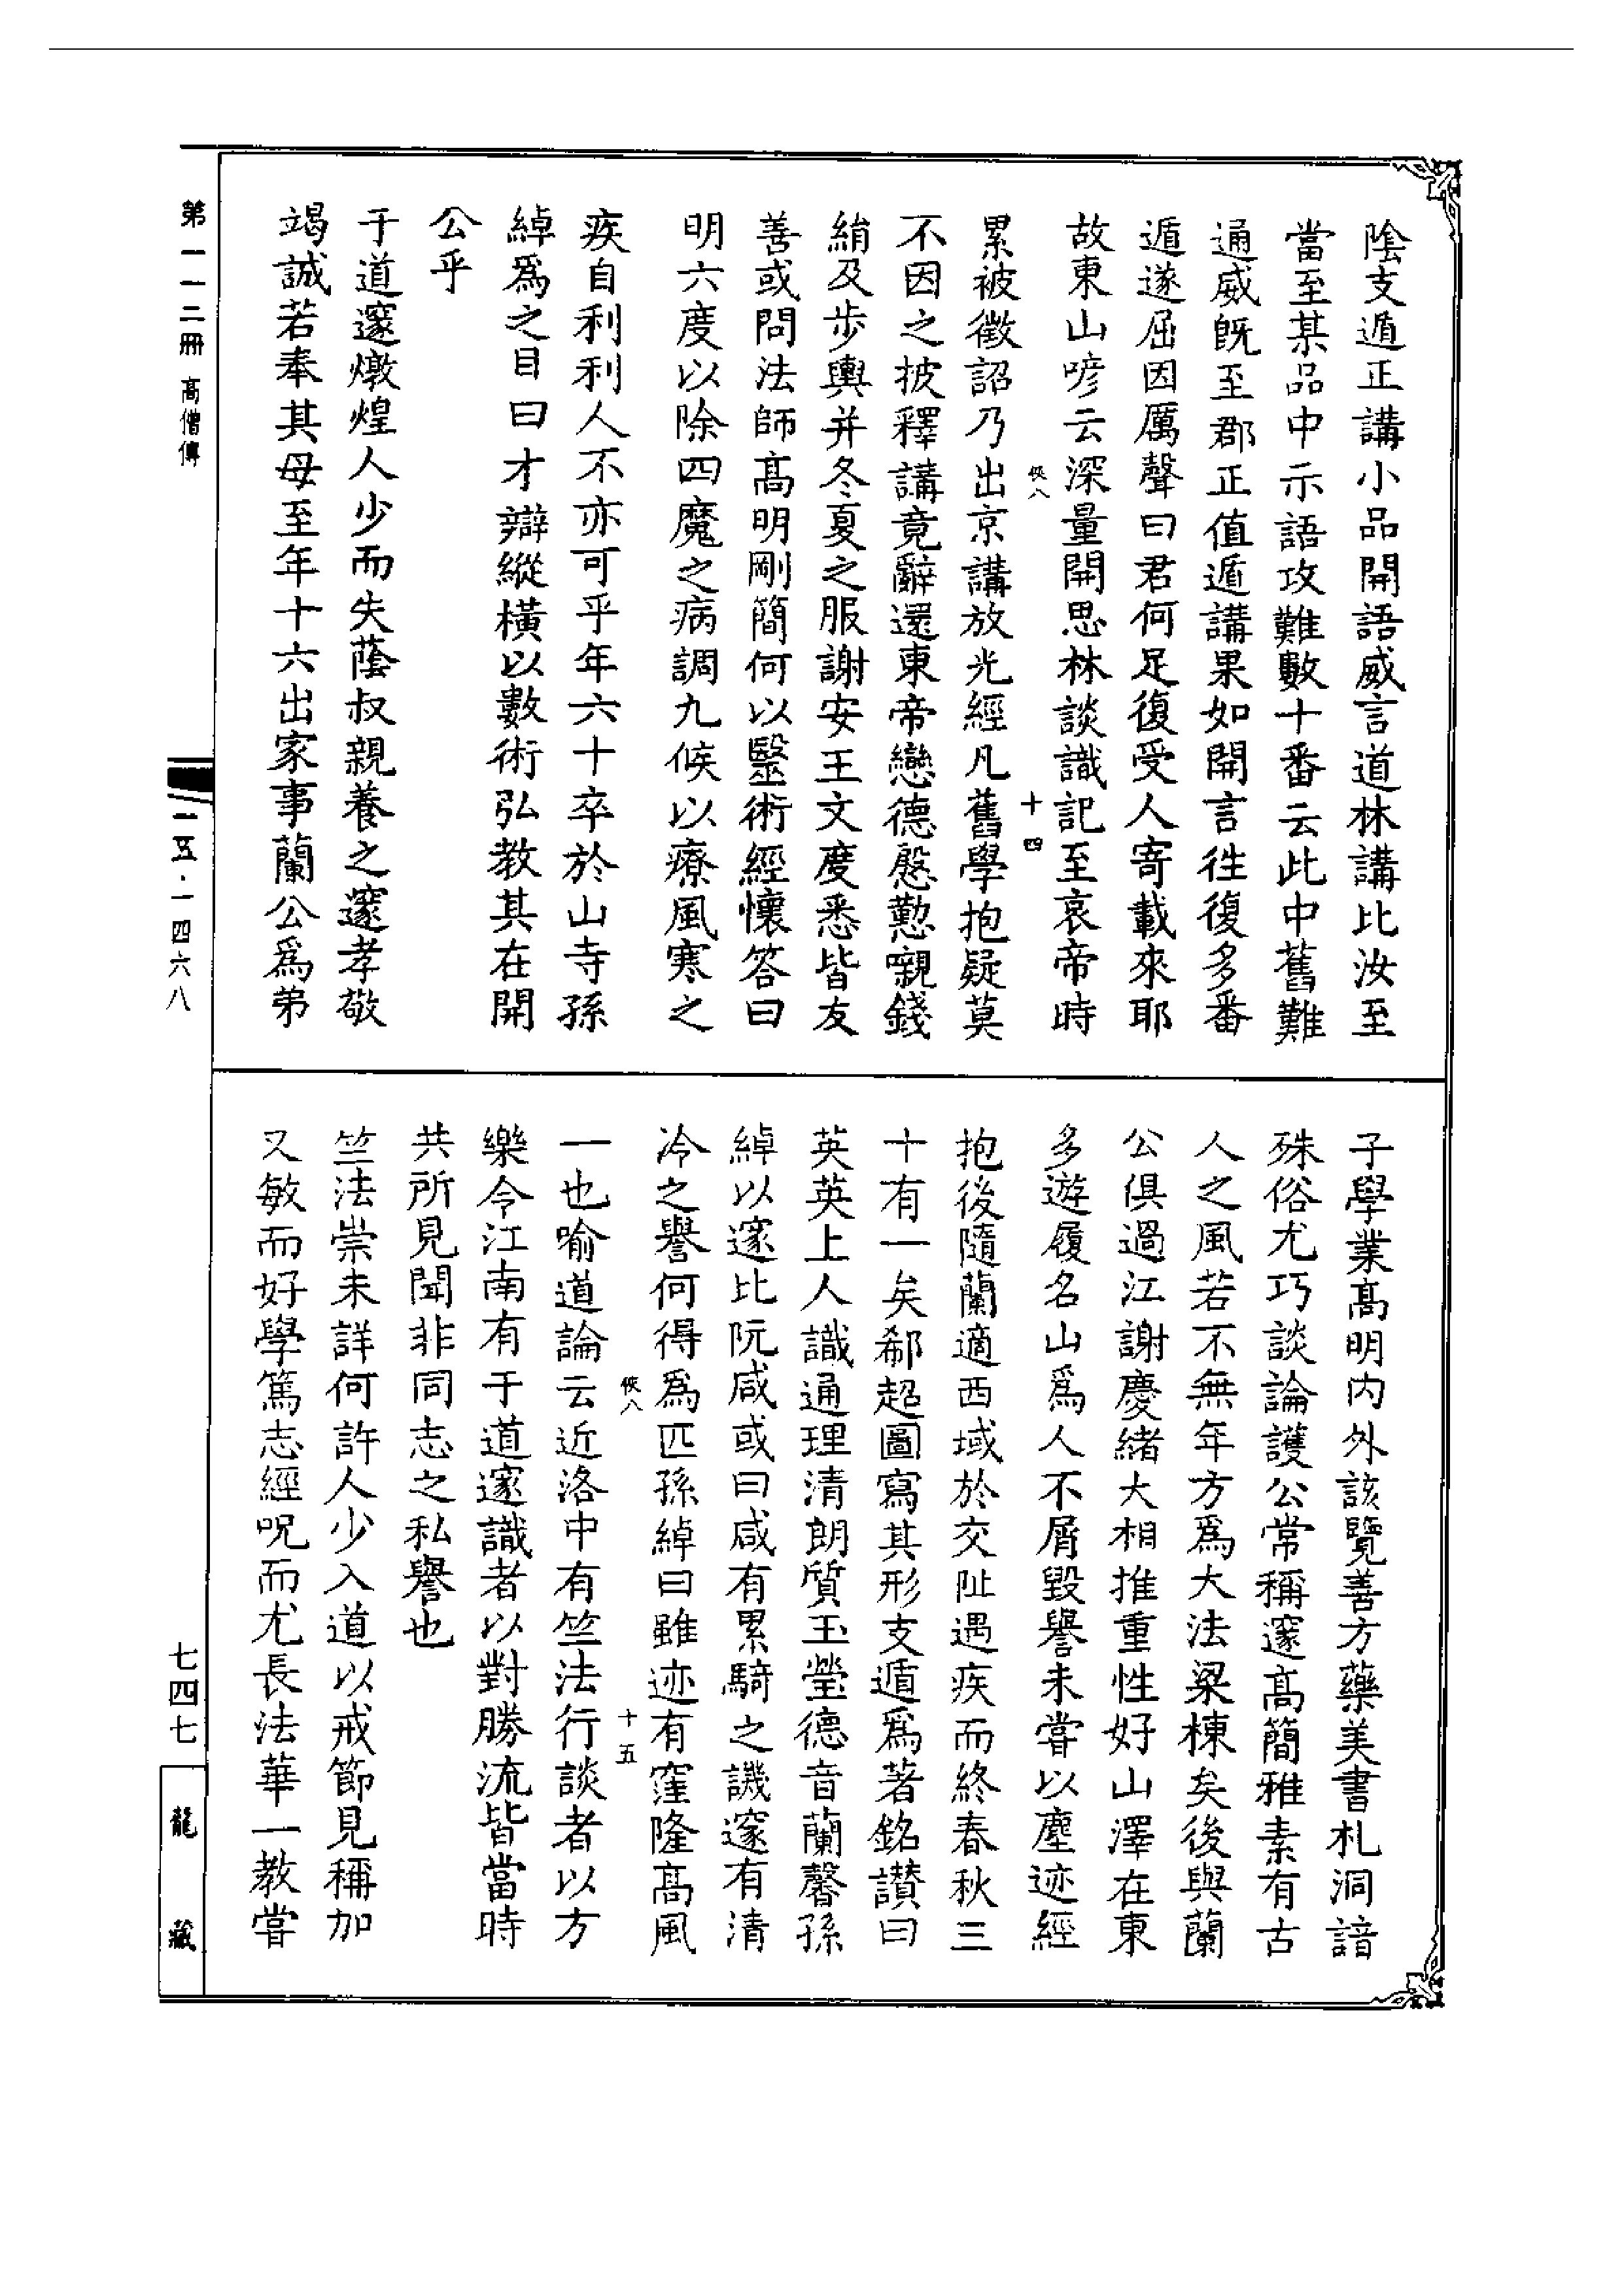 陰支遁正講小品開語威言道林講比汝至
當至某品中示語攻難數十番云此中舊難
通威既至郡正值遁講果如開言徃復多番
遁遂屈因厲聲曰君何足復受人寄載來耶
故東山喭云深量開思林談識記至哀帝時
俠八
十四
累被徵詔乃出京講放光經凡舊學抱疑莫
不因之披釋講竟辭還東帝戀德慇懃嚫錢
絹及步輿并冬夏之服謝安王文度悉皆友
善或問法師髙明剛簡何以毉術經懷答曰
明六度以除四魔之病調九候以療風寒之
疾自利利人不亦可乎年六十卒於山寺孫
綽爲之目曰才辯縱橫以數術弘教其在開
公乎
于道邃燉煌人少而失蔭叔親養之邃孝敬
竭誠若奉其母至年十六出家事蘭公爲弟
子學業髙明內外該覽善方藥美書札洞諳
殊俗尤巧談論護公常稱邃髙簡雅素有古
人之風若不無年方爲大法梁棟矣後與蘭
公俱過江謝慶緒大相推重性好山澤在東
多遊履名山爲人不屑毀譽未嘗以塵迹經
抱後隨蘭適西域於交阯遇疾而終春秋三
十有一矣郗超圖寫其形支遁爲著銘讃曰
英英上人識通理清朗質玉瑩德音蘭馨孫
綽以邃比阮咸或曰咸有累騎之譏邃有清
冷之譽何得爲匹孫綽曰雖迹有窪隆髙風
俠八
十五
一也喻道論云近洛中有竺法行談者以方
樂令江南有于道邃識者以對勝流皆當時
共所見聞非同志之私譽也
竺法崇未詳何許人少入道以戒節見稱加
又敏而好學篤志經呪而尤長法華一教嘗
第一一二冊 髙僧傳
一一五·一四六八
七四七
龍藏